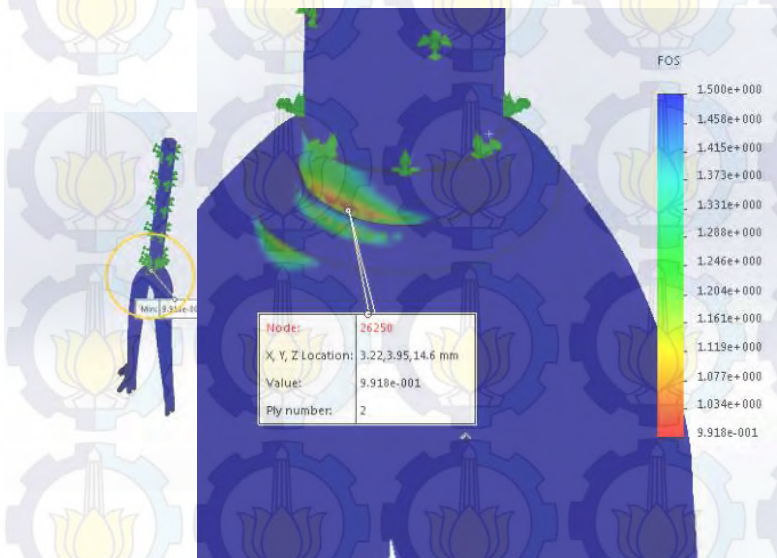 FOS
1.500e+000
1.458e+000
1.415e+000
1.373e+000
1.331e+000
1.288e+000
1.246e+000
1.204e+000
1.161e+000
1.119e+000
1.077e+000
1.034e+000
9.918e-001
Node: 26250
X, Y, Z Location: 3.22,3.95,14.6 mm
Value: 9.918e-001
Ply number: 2
Min: